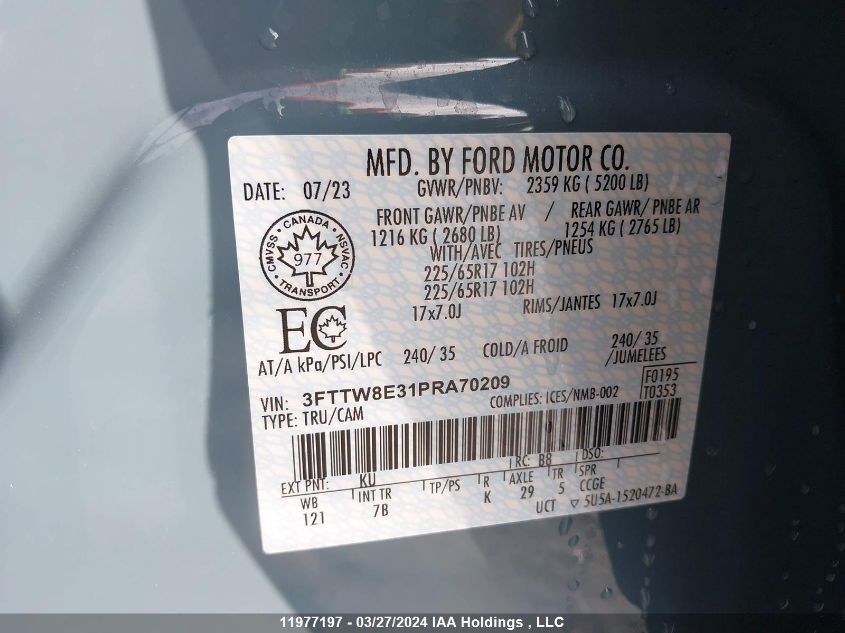 MFD. BY FORD MOTOR CO.
DATE: 07/23 GVWR/PNBV: 2359 KG ( 5200 LB)
FRONT GAWR/PNBE AV / REAR GAWR/ PNBE AR
1216 KG ( 2680 LB) 1254 KG ( 2765 LB)
WITH/AVEC TIRES/PNEUS
225/65R17 102H
225/65R17 102H
17x7.0J RIMS/JANTES 17x7.0J
CMVSS • CANADA • NSVAC • TRANSPORT •
977
EC
AT/A kPa/PSI/LPC 240/ 35 COLD/A FROID 240/ 35
/JUMELEES
VIN: 3FTTW8E31PRA70209
F0195
T0353
TYPE: TRU/CAM COMPLIES: ICES/NMB-002
EXT PNT: KU RC: B8 DSO:
WB INT TR TP/PS R AXLE TR SPR
121 7B K 29 5 CCGE
UCT ▽ 5U5A-1520472-BA
11977197 - 03/27/2024 IAA Holdings , LLC